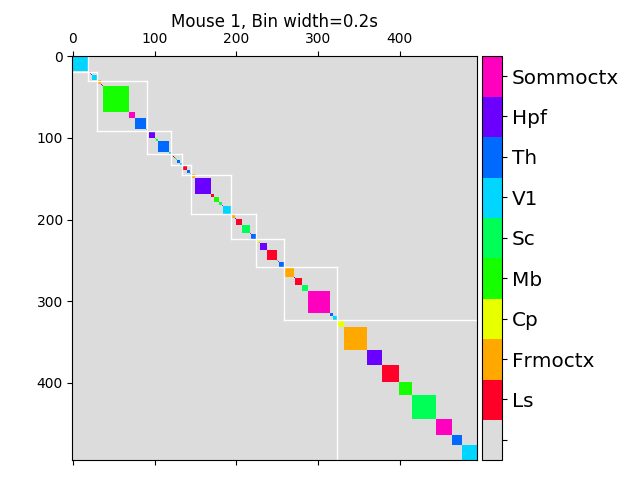 Mouse 1, Bin width=0.2s
0 100 200 300 400
0
100
200
300
400
Sommoctx
Hpf
Th
V1
Sc
Mb
Cp
Frmoctx
Ls